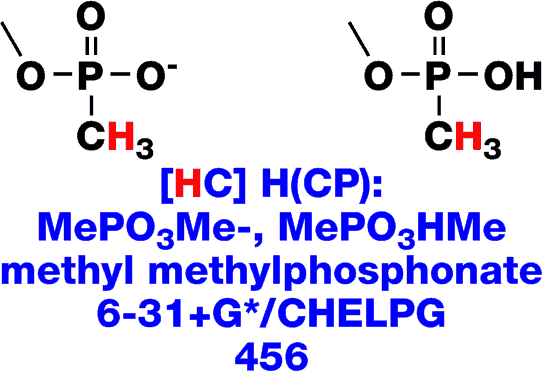 O O
O P O- O P OH
CH3 CH3
[HC] H(CP):
MePO3Me-, MePO3HMe
methyl methylphosphonate
6-31+G*/CHELPG
456